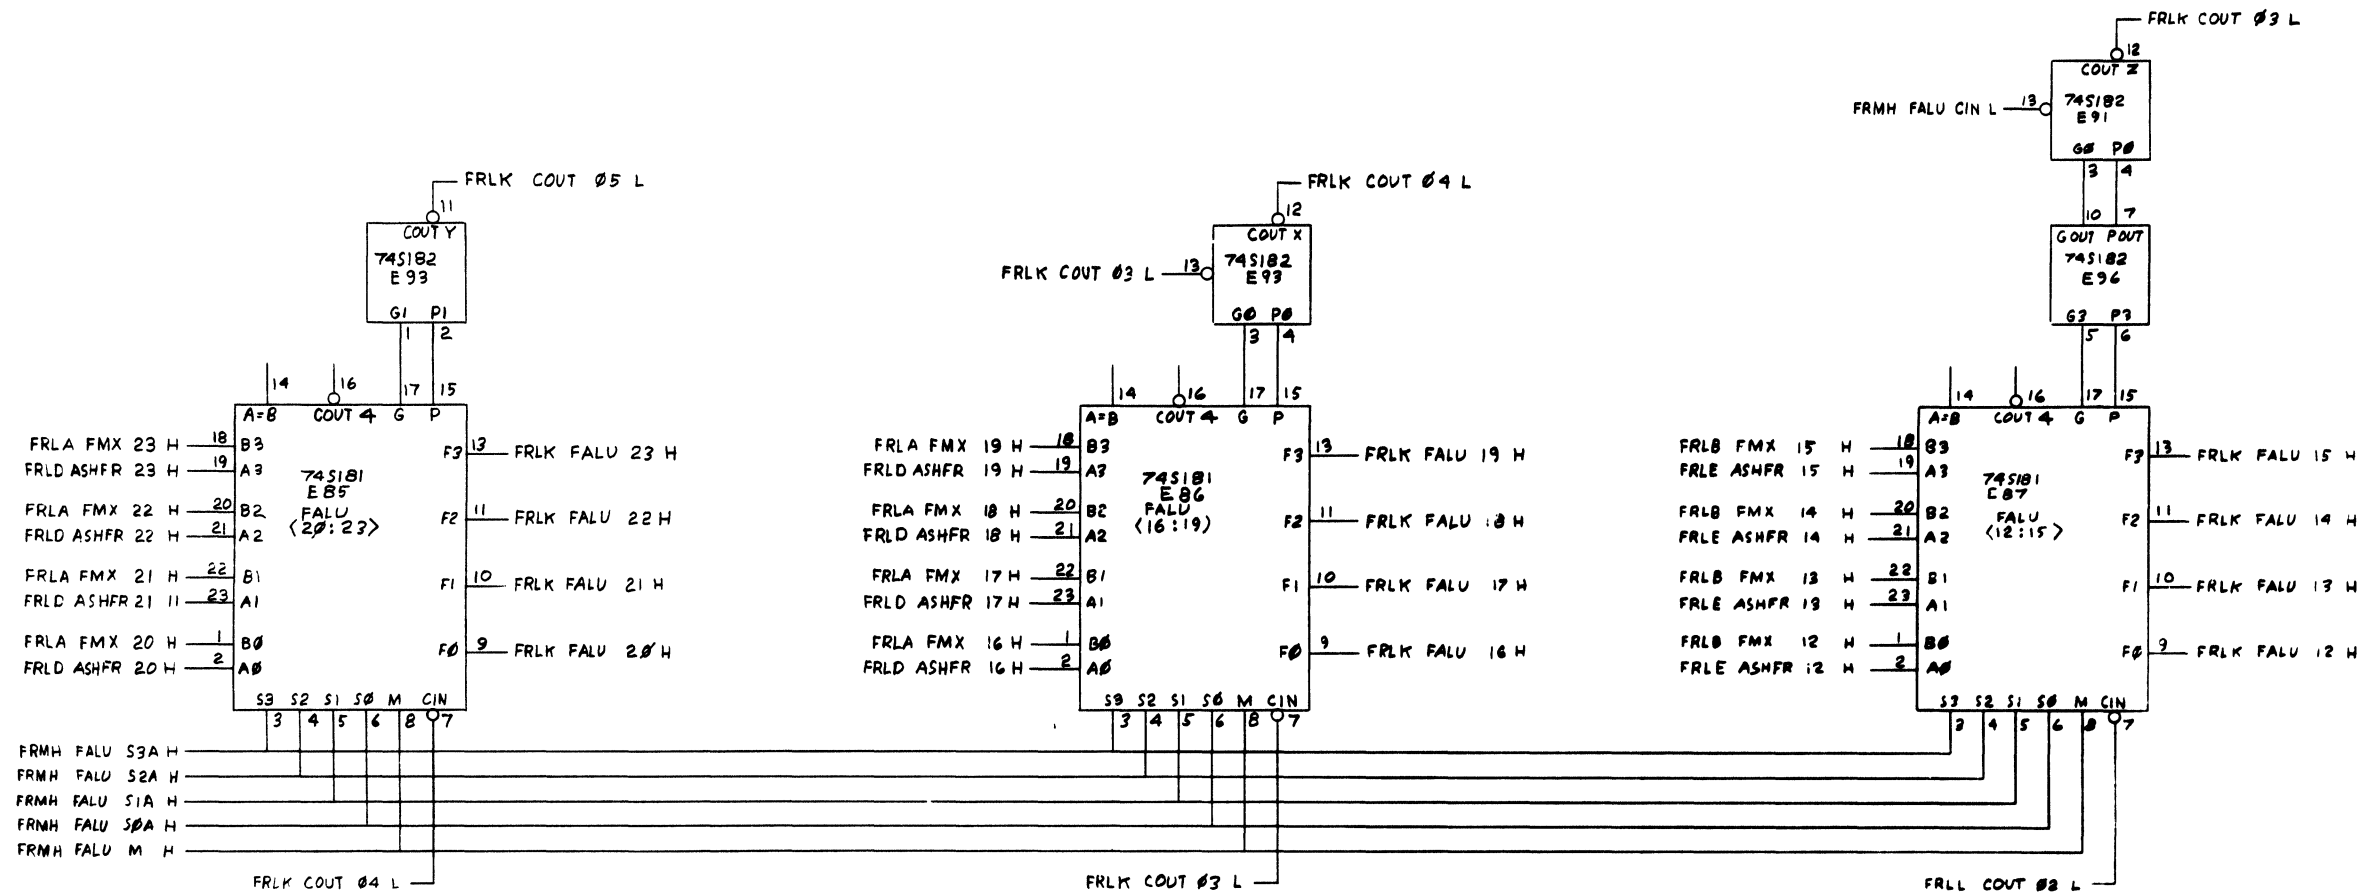 FRLK COUT Ø3 L
12
COUT Z
74S182
E91
FRMH FALU CIN L
13
GØ PØ
3 4
10 7
GOUT POUT
74S182
E96
G3 P3
5 6
FRLK COUT Ø5 L
11
COUT Y
74S182
E93
G1 P1
1 2
FRLK COUT Ø4 L
12
COUT X
74S182
E93
FRLK COUT Ø3 L
13
GØ PØ
3 4
14 16 17 15
A=B COUT 4 G P
FRLA FMX 23 H 18 B3
FRLD ASHFR 23 H 19 A3
FRLA FMX 22 H 20 B2
FRLD ASHFR 22 H 21 A2
FRLA FMX 21 H 22 B1
FRLD ASHFR 21 H 23 A1
FRLA FMX 20 H 1 BØ
FRLD ASHFR 20 H 2 AØ
74S181
E85
FALU
<2Ø:23>
F3 13 FRLK FALU 23 H
F2 11 FRLK FALU 22 H
F1 10 FRLK FALU 21 H
FØ 9 FRLK FALU 2Ø H
S3 S2 S1 SØ M CIN
3 4 5 6 8 7
14 16 17 15
A=B COUT 4 G P
FRLA FMX 19 H 18 B3
FRLD ASHFR 19 H 19 A3
FRLA FMX 18 H 20 B2
FRLD ASHFR 18 H 21 A2
FRLA FMX 17 H 22 B1
FRLD ASHFR 17 H 23 A1
FRLA FMX 16 H 1 BØ
FRLD ASHFR 16 H 2 AØ
74S181
E86
FALU
<16:19>
F3 13 FRLK FALU 19 H
F2 11 FRLK FALU 18 H
F1 10 FRLK FALU 17 H
FØ 9 FRLK FALU 16 H
S3 S2 S1 SØ M CIN
3 4 5 6 8 7
14 16 17 15
A=B COUT 4 G P
FRLB FMX 15 H 18 B3
FRLE ASHFR 15 H 19 A3
FRLB FMX 14 H 20 B2
FRLE ASHFR 14 H 21 A2
FRLB FMX 13 H 22 B1
FRLE ASHFR 13 H 23 A1
FRLB FMX 12 H 1 BØ
FRLE ASHFR 12 H 2 AØ
74S181
E87
FALU
<12:15>
F3 13 FRLK FALU 15 H
F2 11 FRLK FALU 14 H
F1 10 FRLK FALU 13 H
FØ 9 FRLK FALU 12 H
S3 S2 S1 SØ M CIN
3 4 5 6 8 7
FRMH FALU S3A H
FRMH FALU S2A H
FRMH FALU S1A H
FRMH FALU SØA H
FRMH FALU M H
FRLK COUT Ø4 L
FRLK COUT Ø3 L
FRLL COUT Ø2 L